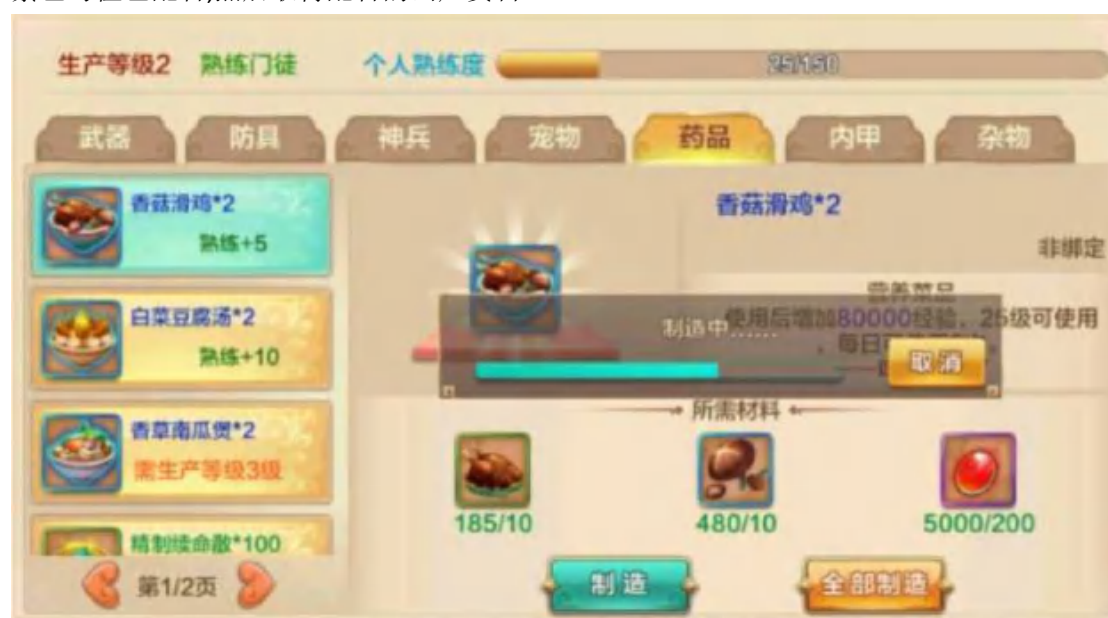 生产等级2 熟练门徒 个人熟练度 25/150
武器 防具 神兵 宠物 药品 内甲 杂物
香菇滑鸡*2
熟练+5
白菜豆腐汤*2
熟练+10
香草南瓜煲*2
需生产等级3级
精制续命散*100
第1/2页
香菇滑鸡*2
非绑定
营养菜品
使用后增加80000经验，25级可使用
，每日
制造中......
取消
所需材料
185/10 480/10 5000/200
制造 全部制造